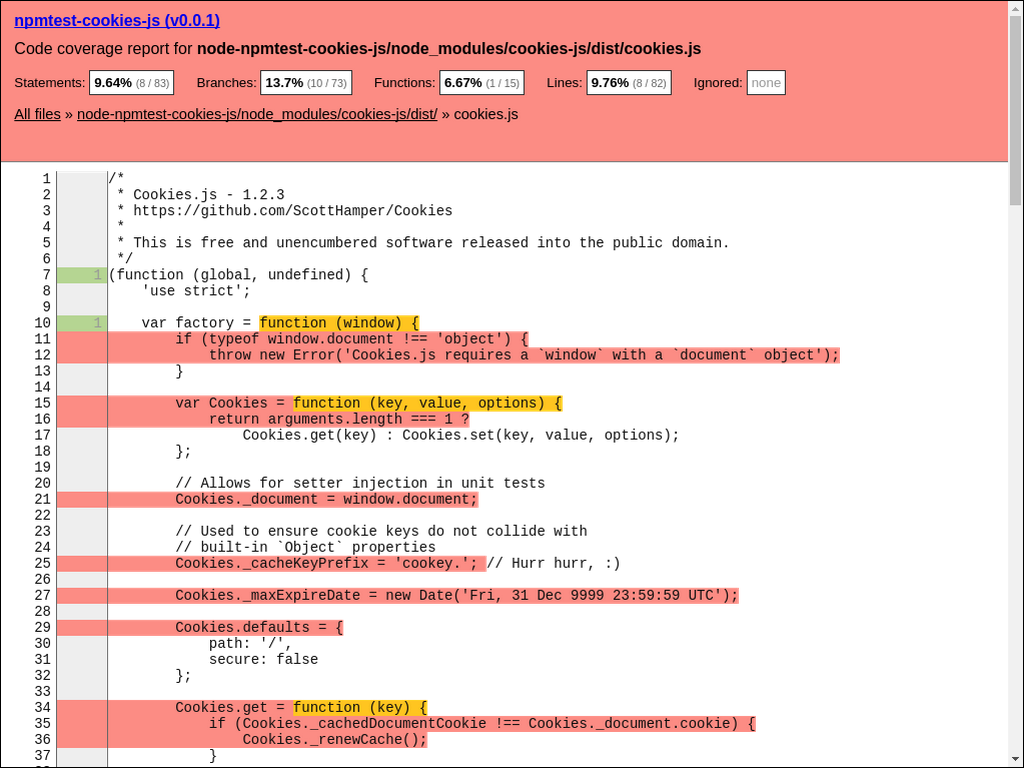 npmtest-cookies-js (v0.0.1)
Code coverage report for node-npmtest-cookies-js/node_modules/cookies-js/dist/cookies.js
Statements: 9.64% (8 / 83) Branches: 13.7% (10 / 73) Functions: 6.67% (1 / 15) Lines: 9.76% (8 / 82) Ignored: none
All files » node-npmtest-cookies-js/node_modules/cookies-js/dist/ » cookies.js
1 /*
2  * Cookies.js - 1.2.3
3  * https://github.com/ScottHamper/Cookies
4  *
5  * This is free and unencumbered software released into the public domain.
6  */
7 1 (function (global, undefined) {
8     'use strict';
9
10 1     var factory = function (window) {
11         if (typeof window.document !== 'object') {
12             throw new Error('Cookies.js requires a `window` with a `document` object');
13         }
14
15         var Cookies = function (key, value, options) {
16             return arguments.length === 1 ?
17                 Cookies.get(key) : Cookies.set(key, value, options);
18         };
19
20         // Allows for setter injection in unit tests
21         Cookies._document = window.document;
22
23         // Used to ensure cookie keys do not collide with
24         // built-in `Object` properties
25         Cookies._cacheKeyPrefix = 'cookey.'; // Hurr hurr, :)
26
27         Cookies._maxExpireDate = new Date('Fri, 31 Dec 9999 23:59:59 UTC');
28
29         Cookies.defaults = {
30             path: '/',
31             secure: false
32         };
33
34         Cookies.get = function (key) {
35             if (Cookies._cachedDocumentCookie !== Cookies._document.cookie) {
36                 Cookies._renewCache();
37             }